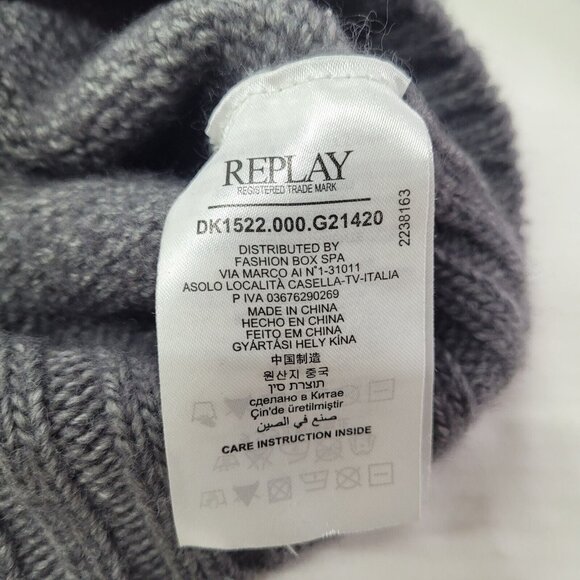 REPLAY
REGISTERED TRADE MARK
DK1522.000.G21420
2238163
DISTRIBUTED BY
FASHION BOX SPA
VIA MARCO AI N°1-31011
ASOLO LOCALITÀ CASELLA-TV-ITALIA
P IVA 03676290269
MADE IN CHINA
HECHO EN CHINA
FEITO EM CHINA
GYÁRTÁSI HELY KÍNA
中国制造
원산지 중국
תוצרת סין
сделано в Китае
Çin'de üretilmiştir
صنع في الصين
CARE INSTRUCTION INSIDE